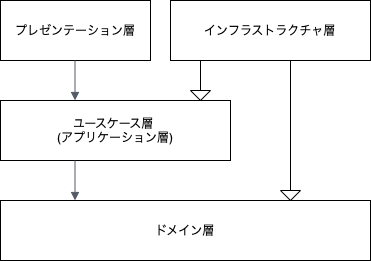 プレゼンテーション層
インフラストラクチャ層
ユースケース層
(アプリケーション層)
ドメイン層